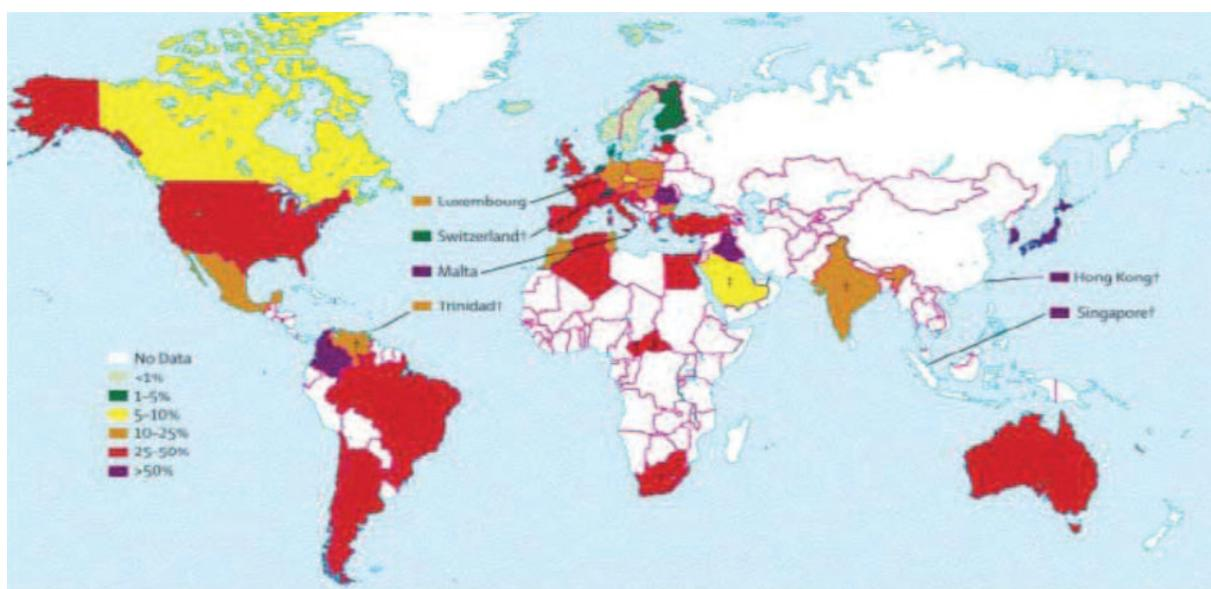 Luxembourg
Switzerland†
Malta
Trinidad†
Hong Kong†
Singapore†
No Data
<1%
1–5%
5–10%
10–25%
25–50%
>50%
‡
†
†